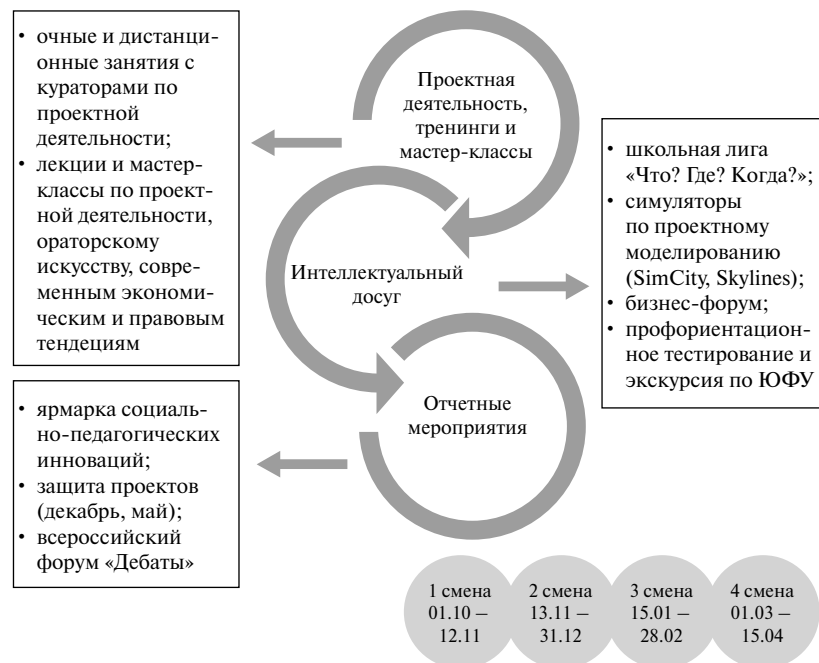 • очные и дистанци-
онные занятия с
кураторами по
проектной
деятельности;
• лекции и мастер-
классы по проект-
ной деятельности,
ораторскому
искусству, совре-
менным экономи-
ческим и правовым
тендециям
Проектная
деятельность,
тренинги и
мастер-классы
Интеллектуальный
досуг
• школьная лига
«Что? Где? Когда?»;
• симуляторы
по проектному
моделированию
(SimCity, Skylines);
• бизнес-форум;
• профориентацион-
ное тестирование и
экскурсия по ЮФУ
Отчетные
мероприятия
• ярмарка социаль-
но-педагогических
инноваций;
• защита проектов
(декабрь, май);
• всероссийский
форум «Дебаты»
1 смена
01.10 –
12.11
2 смена
13.11 –
31.12
3 смена
15.01 –
28.02
4 смена
01.03 –
15.04